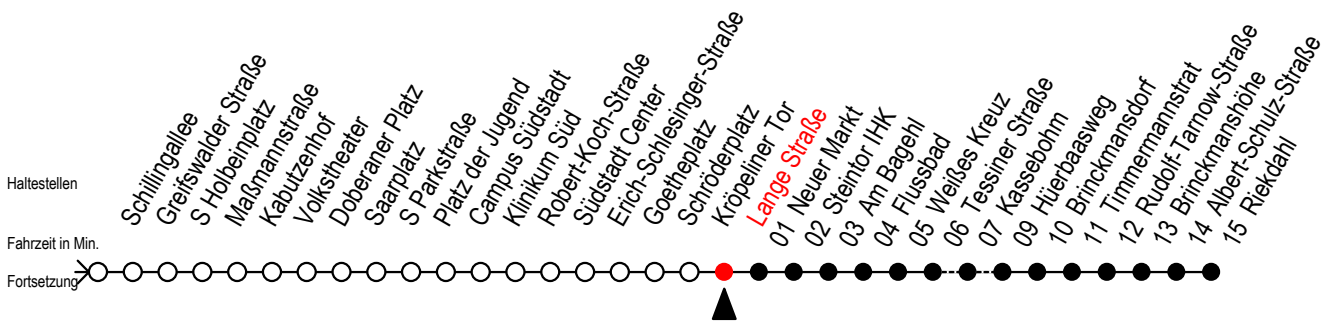 Haltestellen
Fahrzeit in Min.
Fortsetzung
Schillingallee
Greifswalder Straße
S Holbeinplatz
Maßmannstraße
Kabutzenhof
Volkstheater
Doberaner Platz
Saarplatz
S Parkstraße
Platz der Jugend
Campus Südstadt
Klinikum Süd
Robert-Koch-Straße
Südstadt Center
Erich-Schlesinger-Straße
Goetheplatz
Schröderplatz
Kröpeliner Tor
Lange Straße
01 Neuer Markt
02 Steintor IHK
03 Am Bagehl
04 Flussbad
05 Weißes Kreuz
06 Tessiner Straße
07 Kassebohm
09 Hüerbaasweg
10 Brinckmansdorf
11 Timmermannstrat
12 Rudolf-Tarnow-Straße
13 Brinckmanshöhe
14 Albert-Schulz-Straße
15 Riekdahl